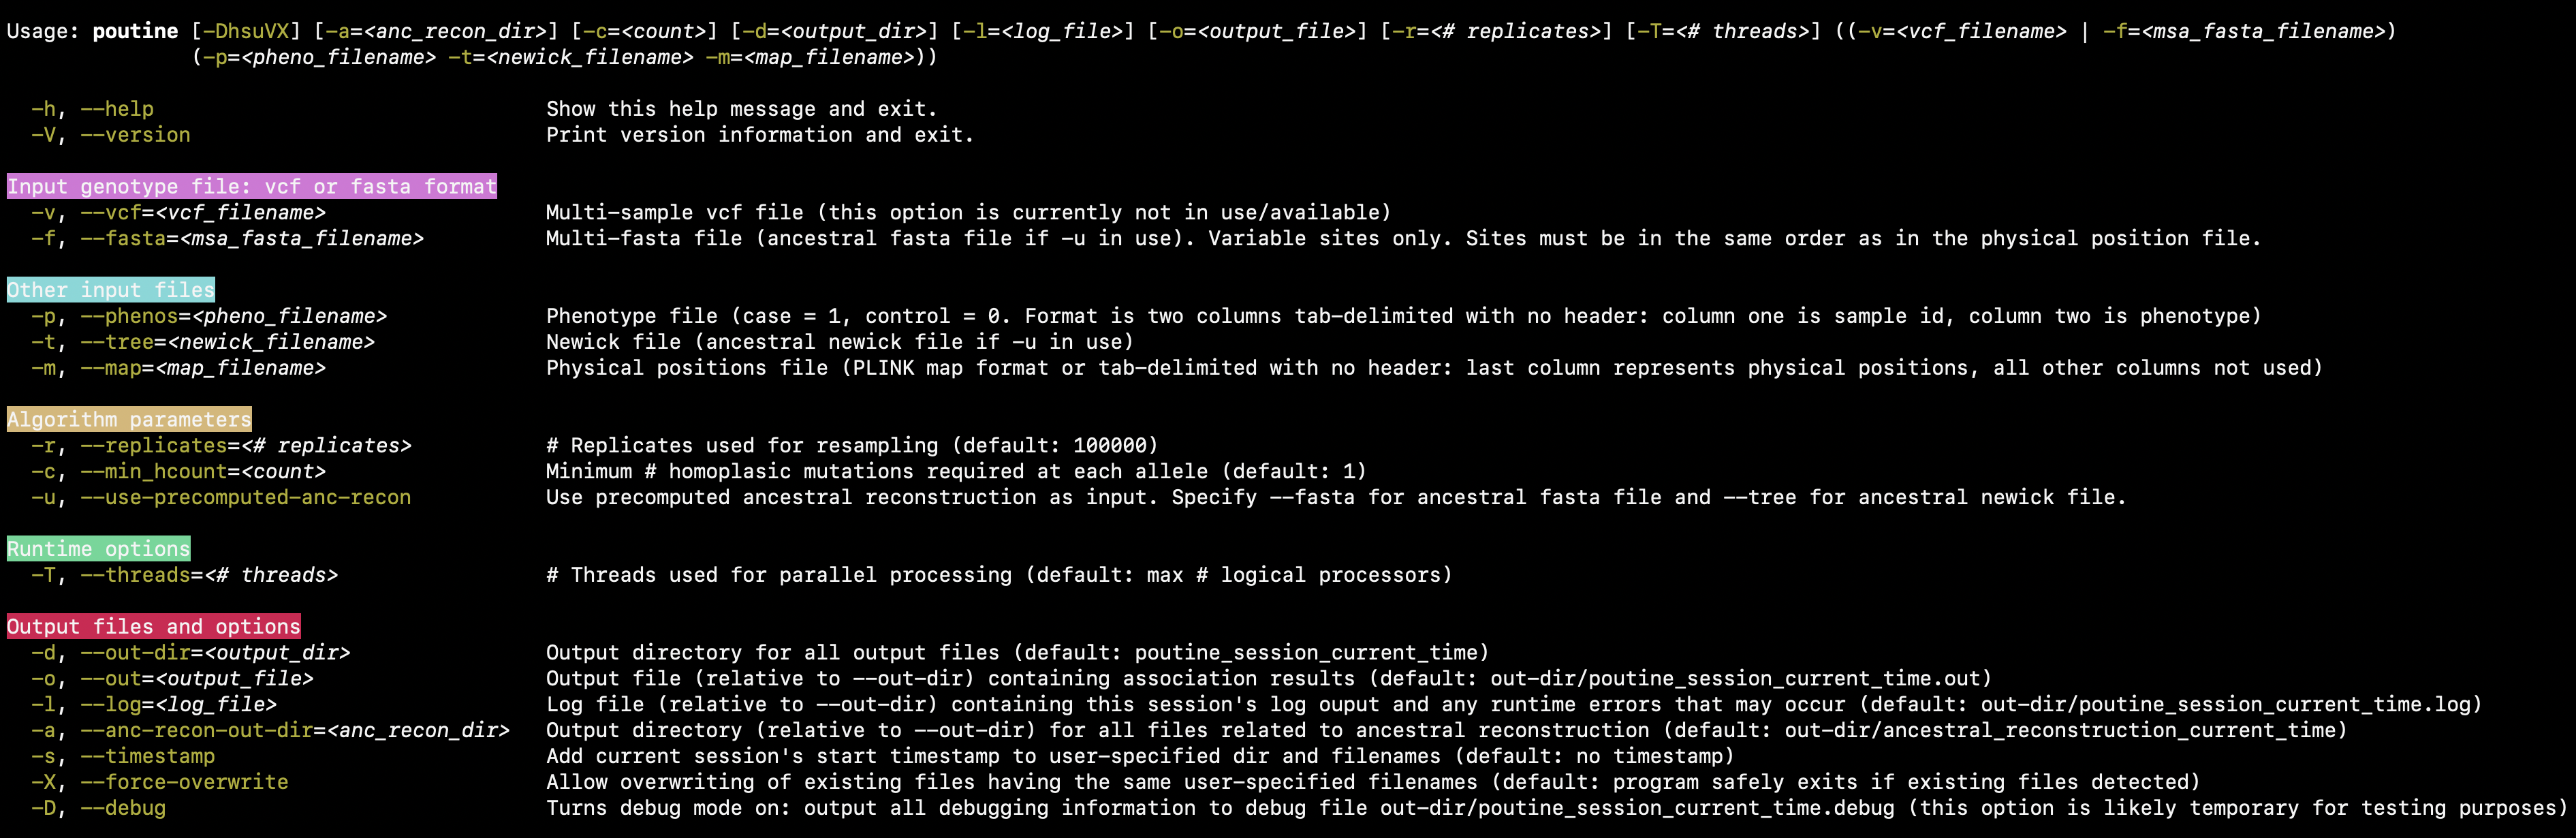 Usage: poutine [-DhsuVX] [-a=<anc_recon_dir>] [-c=<count>] [-d=<output_dir>] [-l=<log_file>] [-o=<output_file>] [-r=<# replicates>] [-T=<# threads>] ((-v=<vcf_filename> | -f=<msa_fasta_filename>)
(-p=<pheno_filename> -t=<newick_filename> -m=<map_filename>))
-h, --help Show this help message and exit.
-V, --version Print version information and exit.
Input genotype file: vcf or fasta format
-v, --vcf=<vcf_filename> Multi-sample vcf file (this option is currently not in use/available)
-f, --fasta=<msa_fasta_filename> Multi-fasta file (ancestral fasta file if -u in use). Variable sites only. Sites must be in the same order as in the physical position file.
Other input files
-p, --phenos=<pheno_filename> Phenotype file (case = 1, control = 0. Format is two columns tab-delimited with no header: column one is sample id, column two is phenotype)
-t, --tree=<newick_filename> Newick file (ancestral newick file if -u in use)
-m, --map=<map_filename> Physical positions file (PLINK map format or tab-delimited with no header: last column represents physical positions, all other columns not used)
Algorithm parameters
-r, --replicates=<# replicates> # Replicates used for resampling (default: 100000)
-c, --min_hcount=<count> Minimum # homoplasic mutations required at each allele (default: 1)
-u, --use-precomputed-anc-recon Use precomputed ancestral reconstruction as input. Specify --fasta for ancestral fasta file and --tree for ancestral newick file.
Runtime options
-T, --threads=<# threads> # Threads used for parallel processing (default: max # logical processors)
Output files and options
-d, --out-dir=<output_dir> Output directory for all output files (default: poutine_session_current_time)
-o, --out=<output_file> Output file (relative to --out-dir) containing association results (default: out-dir/poutine_session_current_time.out)
-l, --log=<log_file> Log file (relative to --out-dir) containing this session's log ouput and any runtime errors that may occur (default: out-dir/poutine_session_current_time.log)
-a, --anc-recon-out-dir=<anc_recon_dir> Output directory (relative to --out-dir) for all files related to ancestral reconstruction (default: out-dir/ancestral_reconstruction_current_time)
-s, --timestamp Add current session's start timestamp to user-specified dir and filenames (default: no timestamp)
-X, --force-overwrite Allow overwriting of existing files having the same user-specified filenames (default: program safely exits if existing files detected)
-D, --debug Turns debug mode on: output all debugging information to debug file out-dir/poutine_session_current_time.debug (this option is likely temporary for testing purposes)